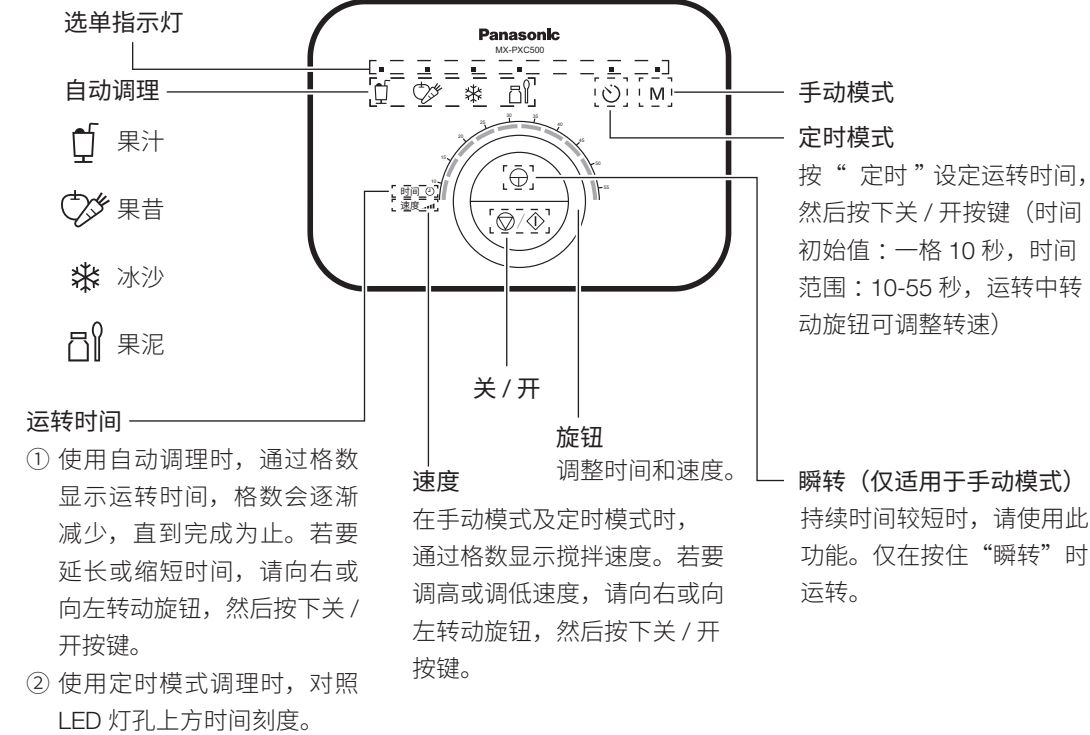 选单指示灯
自动调理
果汁
果昔
冰沙
果泥
Panasonic
MX-PXC500
M
10
15
20
25
30
35
40
45
50
55
时间
速度
手动模式
定时模式
按“ 定时 ”设定运转时间,
然后按下关 / 开按键（时间
初始值：一格 10 秒，时间
范围：10-55 秒，运转中转
动旋钮可调整转速）
关 / 开
旋钮
调整时间和速度。
运转时间
① 使用自动调理时，通过格数
显示运转时间，格数会逐渐
减少，直到完成为止。若要
延长或缩短时间，请向右或
向左转动旋钮，然后按下关 /
开按键。
② 使用定时模式调理时，对照
LED 灯孔上方时间刻度。
速度
在手动模式及定时模式时，
通过格数显示搅拌速度。若要
调高或调低速度，请向右或向
左转动旋钮，然后按下关 / 开
按键。
瞬转（仅适用于手动模式）
持续时间较短时，请使用此
功能。仅在按住“瞬转”时
运转。